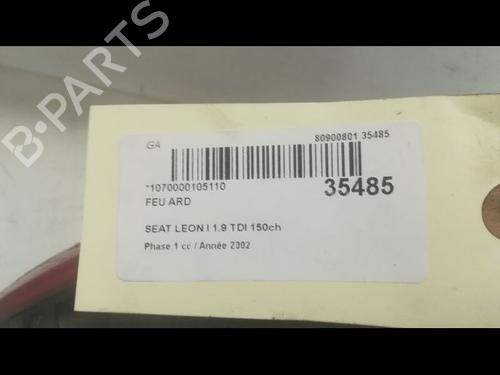 B-PARTS
GA
80900801 35485
*1070000105110
35485
FEU ARD
SEAT LEON I 1.9 TDI 150ch
Phase 1 cc / Année 2002